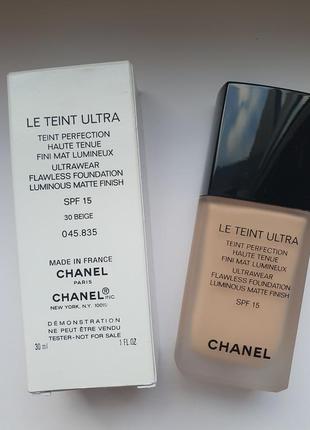 LE TEINT ULTRA
TEINT PERFECTION
HAUTE TENUE
FINI MAT LUMINEUX
ULTRAWEAR
FLAWLESS FOUNDATION
LUMINOUS MATTE FINISH
SPF 15
30 BEIGE
045.835
MADE IN FRANCE
CHANEL
PARIS
CHANEL® INC.
NEW YORK, N.Y. 10019
DÉMONSTRATION
NE PEUT ÊTRE VENDU
TESTER-NOT FOR SALE
30 ml 1 FL.OZ.
LE TEINT ULTRA
TEINT PERFECTION
HAUTE TENUE
FINI MAT LUMINEUX
ULTRAWEAR
FLAWLESS FOUNDATION
LUMINOUS MATTE FINISH
SPF 15
CHANEL